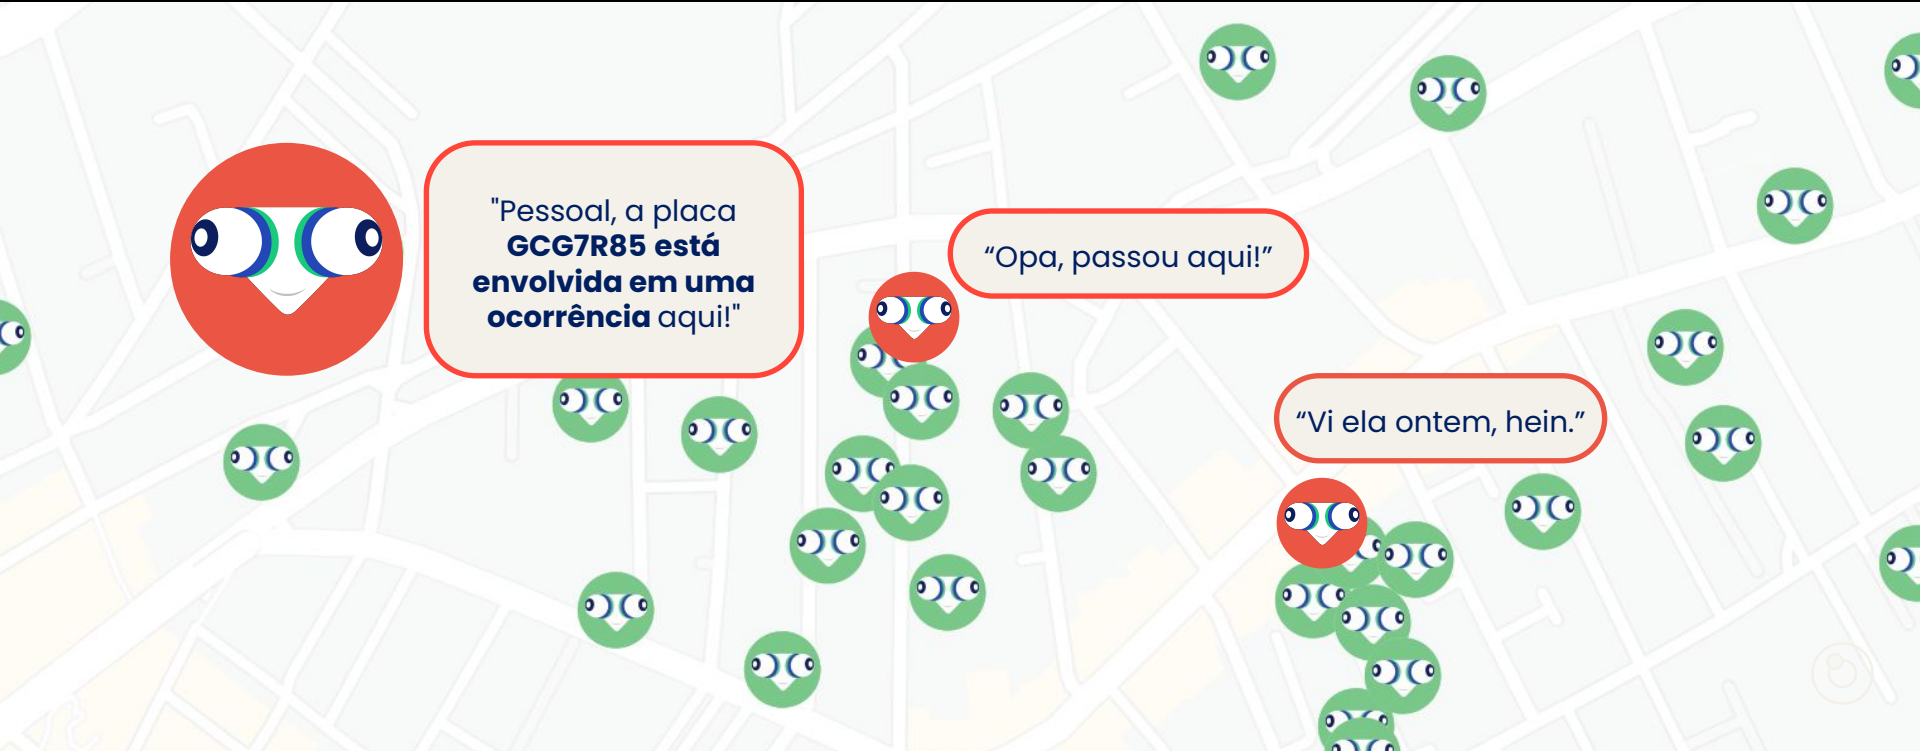 "Pessoal, a placa
GCG7R85 está
envolvida em uma
ocorrência aqui!"
“Opa, passou aqui!”
“Vi ela ontem, hein.”